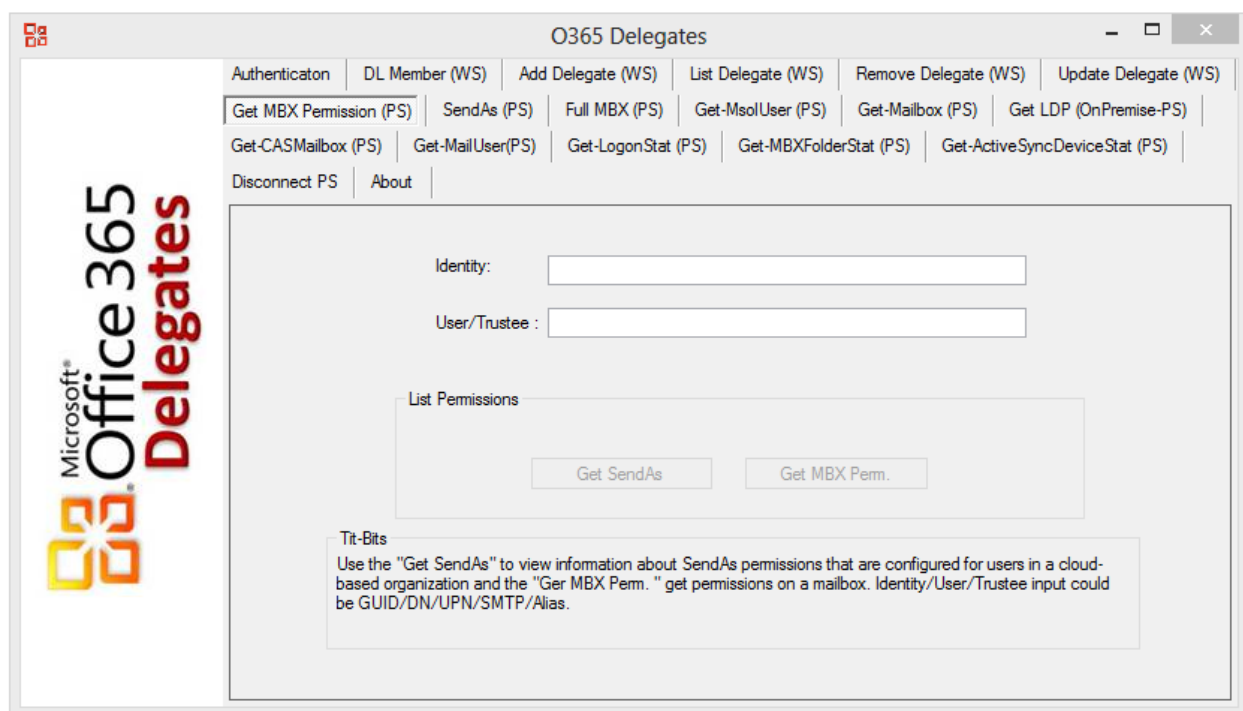 O365 Delegates
Authenticaton DL Member (WS) Add Delegate (WS) List Delegate (WS) Remove Delegate (WS) Update Delegate (WS)
Get MBX Permission (PS) SendAs (PS) Full MBX (PS) Get-MsolUser (PS) Get-Mailbox (PS) Get LDP (OnPremise-PS)
Get-CASMailbox (PS) Get-MailUser(PS) Get-LogonStat (PS) Get-MBXFolderStat (PS) Get-ActiveSyncDeviceStat (PS)
Disconnect PS About
Microsoft®
Office 365
Delegates
Identity:
User/Trustee :
List Permissions
Get SendAs Get MBX Perm.
Tit-Bits
Use the "Get SendAs" to view information about SendAs permissions that are configured for users in a cloud-
based organization and the "Ger MBX Perm. " get permissions on a mailbox. Identity/User/Trustee input could
be GUID/DN/UPN/SMTP/Alias.